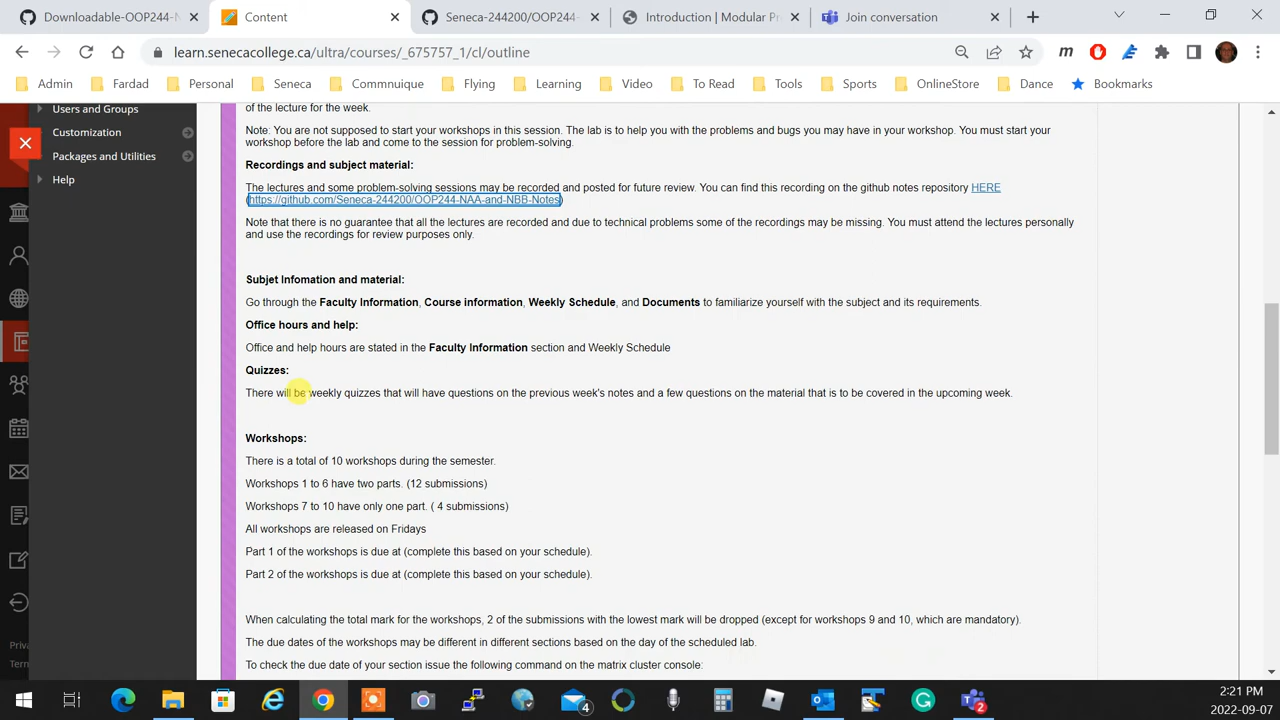 Downloadable-OOP244-N
Content
Seneca-244200/OOP244-
Introduction | Modular Pr
Join conversation
learn.senecacollege.ca/ultra/courses/_675757_1/cl/outline
Admin
Fardad
Personal
Seneca
Commnuique
Flying
Learning
Video
To Read
Tools
Sports
OnlineStore
Dance
Bookmarks
Users and Groups
Customization
Packages and Utilities
Help
Priva
Term
of the lecture for the week.
Note: You are not supposed to start your workshops in this session. The lab is to help you with the problems and bugs you may have in your workshop. You must start your
workshop before the lab and come to the session for problem-solving.
Recordings and subject material:
The lectures and some problem-solving sessions may be recorded and posted for future review. You can find this recording on the github notes repository HERE
(https://github.com/Seneca-244200/OOP244-NAA-and-NBB-Notes)
Note that there is no guarantee that all the lectures are recorded and due to technical problems some of the recordings may be missing. You must attend the lectures personally
and use the recordings for review purposes only.
Subjet Infomation and material:
Go through the Faculty Information, Course information, Weekly Schedule, and Documents to familiarize yourself with the subject and its requirements.
Office hours and help:
Office and help hours are stated in the Faculty Information section and Weekly Schedule
Quizzes:
There will be weekly quizzes that will have questions on the previous week's notes and a few questions on the material that is to be covered in the upcoming week.
Workshops:
There is a total of 10 workshops during the semester.
Workshops 1 to 6 have two parts. (12 submissions)
Workshops 7 to 10 have only one part. ( 4 submissions)
All workshops are released on Fridays
Part 1 of the workshops is due at (complete this based on your schedule).
Part 2 of the workshops is due at (complete this based on your schedule).
When calculating the total mark for the workshops, 2 of the submissions with the lowest mark will be dropped (except for workshops 9 and 10, which are mandatory).
The due dates of the workshops may be different in different sections based on the day of the scheduled lab.
To check the due date of your section issue the following command on the matrix cluster console:
4
2:21 PM
2022-09-07